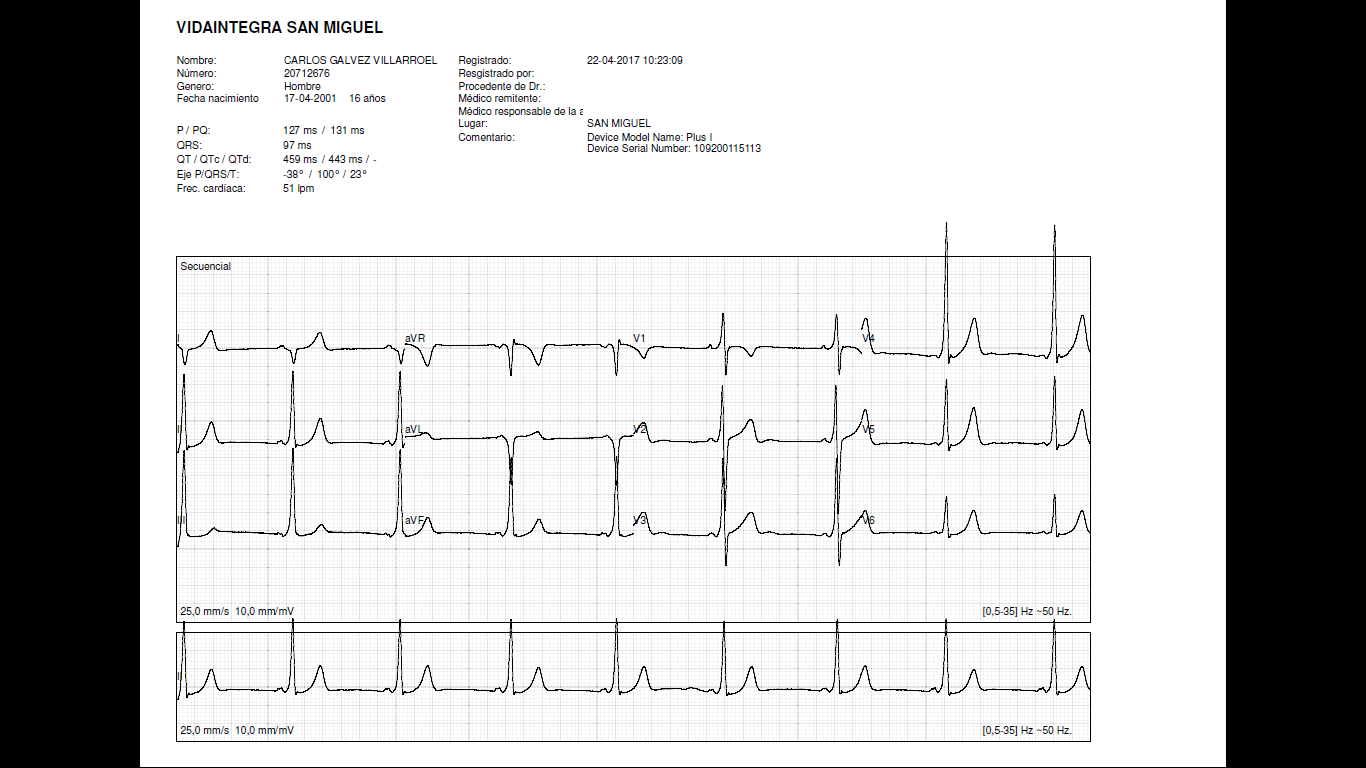 VIDAINTEGRA SAN MIGUEL
Nombre: CARLOS GALVEZ VILLARROEL Registrado: 22-04-2017 10:23:09
Número: 20712676 Resgistrado por:
Genero: Hombre Procedente de Dr.:
Fecha nacimiento 17-04-2001 16 años Médico remitente:
Médico responsable de la a
Lugar: SAN MIGUEL
P / PQ: 127 ms / 131 ms Comentario: Device Model Name: Plus I
QRS: 97 ms Device Serial Number: 109200115113
QT / QTc / QTd: 459 ms / 443 ms / -
Eje P/QRS/T: -38° / 100° / 23°
Frec. cardíaca: 51 lpm
Secuencial
I aVR V1 V4
II aVL V2 V5
III aVF V3 V6
25,0 mm/s 10,0 mm/mV [0,5-35] Hz ~50 Hz.
II
25,0 mm/s 10,0 mm/mV [0,5-35] Hz ~50 Hz.